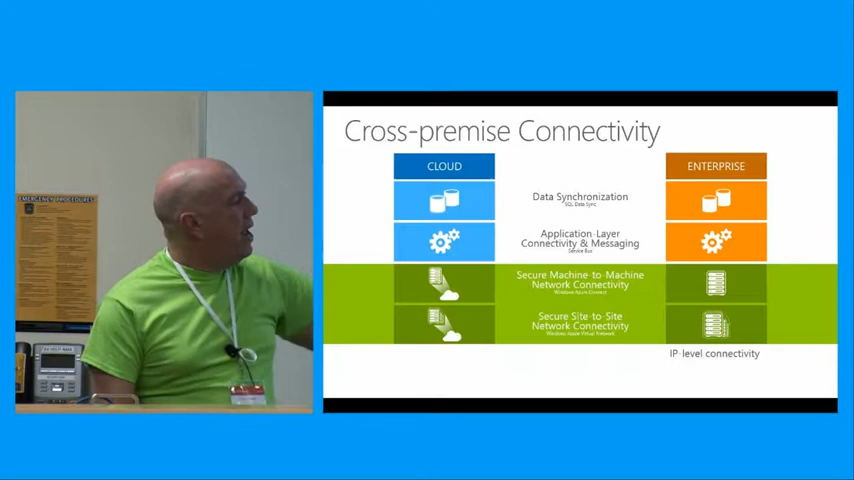 EMERGENCY PROCEDURES
Cross-premise Connectivity
CLOUD
ENTERPRISE
Data Synchronization
SQL Data Sync
Application-Layer
Connectivity & Messaging
Service Bus
Secure Machine-to-Machine
Network Connectivity
Windows Azure Connect
Secure Site-to-Site
Network Connectivity
Windows Azure Virtual Network
IP-level connectivity